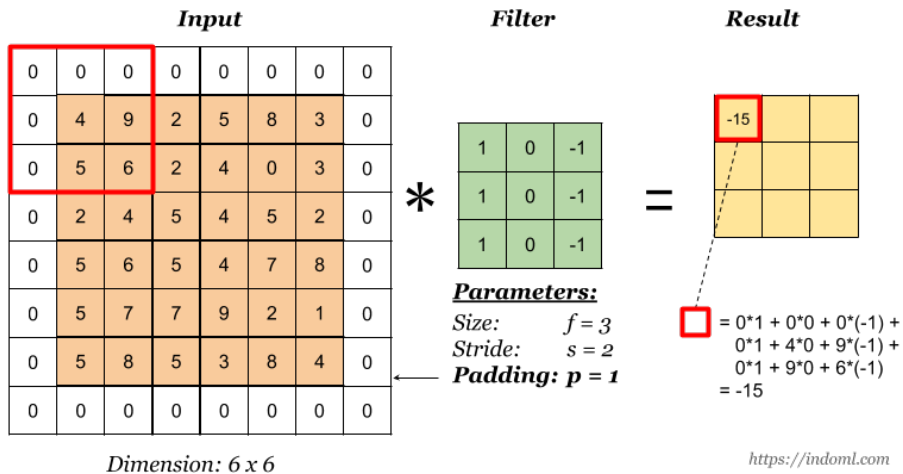 Input Filter Result
0 0 0 0 0 0 0 0
0 4 9 2 5 8 3 0
0 5 6 2 4 0 3 0
0 2 4 5 4 5 2 0
0 5 6 5 4 7 8 0
0 5 7 7 9 2 1 0
0 5 8 5 3 8 4 0
0 0 0 0 0 0 0 0
Dimension: 6 x 6
*
1 0 -1
1 0 -1
1 0 -1
Parameters:
Size: f = 3
Stride: s = 2
Padding: p = 1
=
-15
= 0*1 + 0*0 + 0*(-1) +
0*1 + 4*0 + 9*(-1) +
0*1 + 9*0 + 6*(-1)
= -15
https://indoml.com